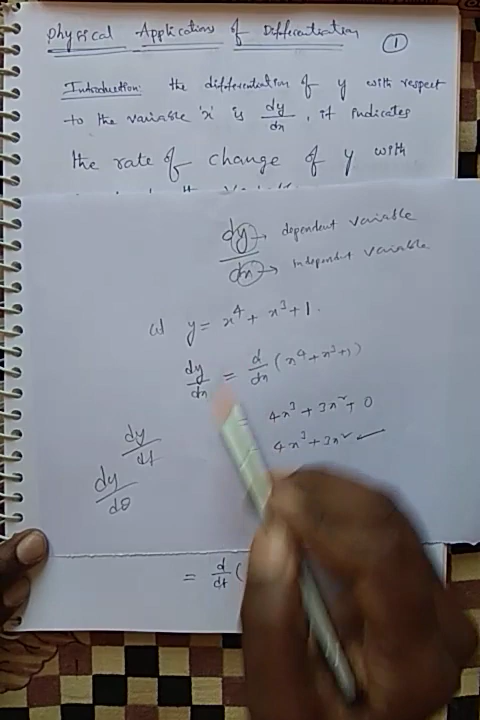 Physical Applications of Differentiation ①
Introduction: the differentiation of y with respect
to the variable 'x' is dy/dx, it indicates
the rate of change of y with
dy → dependent variable
dx → independent variable
let y = x⁴ + x³ + 1.
dy/dx = d/dx (x⁴ + x³ + 1)
= 4x³ + 3x² + 0
= 4x³ + 3x²
dy/dt
dy/dθ
= d/dt (